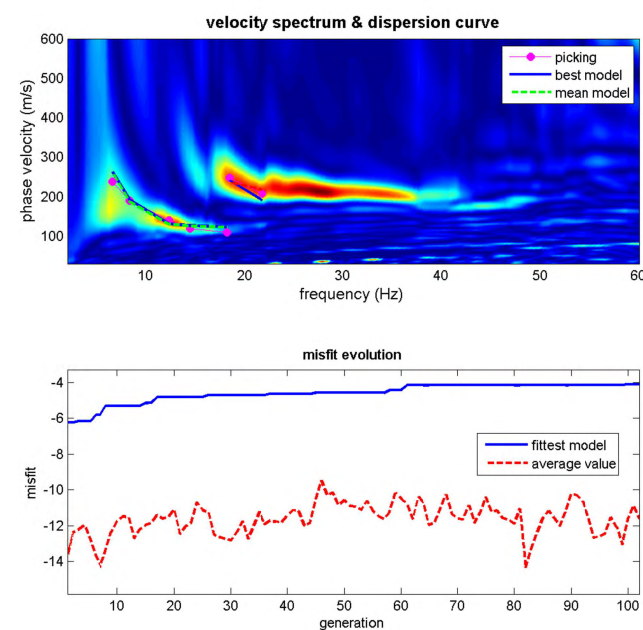 velocity spectrum & dispersion curve
600
500
400
300
200
100
phase velocity (m/s)
picking
best model
mean model
10
20
30
40
50
60
frequency (Hz)
misfit evolution
-4
-6
-8
-10
-12
-14
misfit
fittest model
average value
10
20
30
40
50
60
70
80
90
100
generation